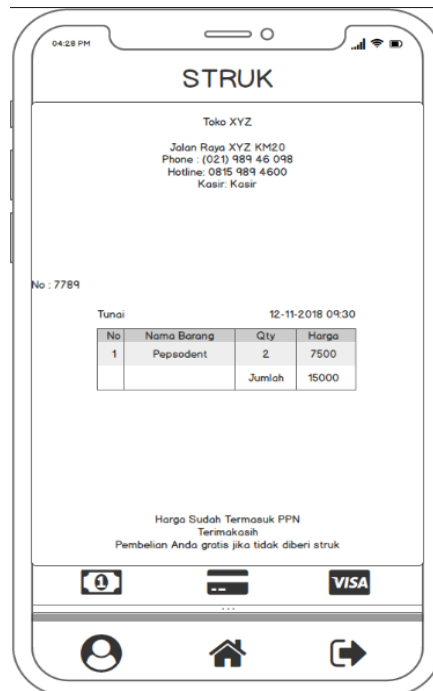 04:28 PM
STRUK
Toko XYZ
Jalan Raya XYZ KM20
Phone : (021) 989 46 098
Hotline: 0815 989 4600
Kasir: Kasir
No : 7789
Tunai 12-11-2018 09:30
No Nama Barang Qty Harga
1 Pepsodent 2 7500
Jumlah 15000
Harga Sudah Termasuk PPN
Terimakasih
Pembelian Anda gratis jika tidak diberi struk
1 VISA